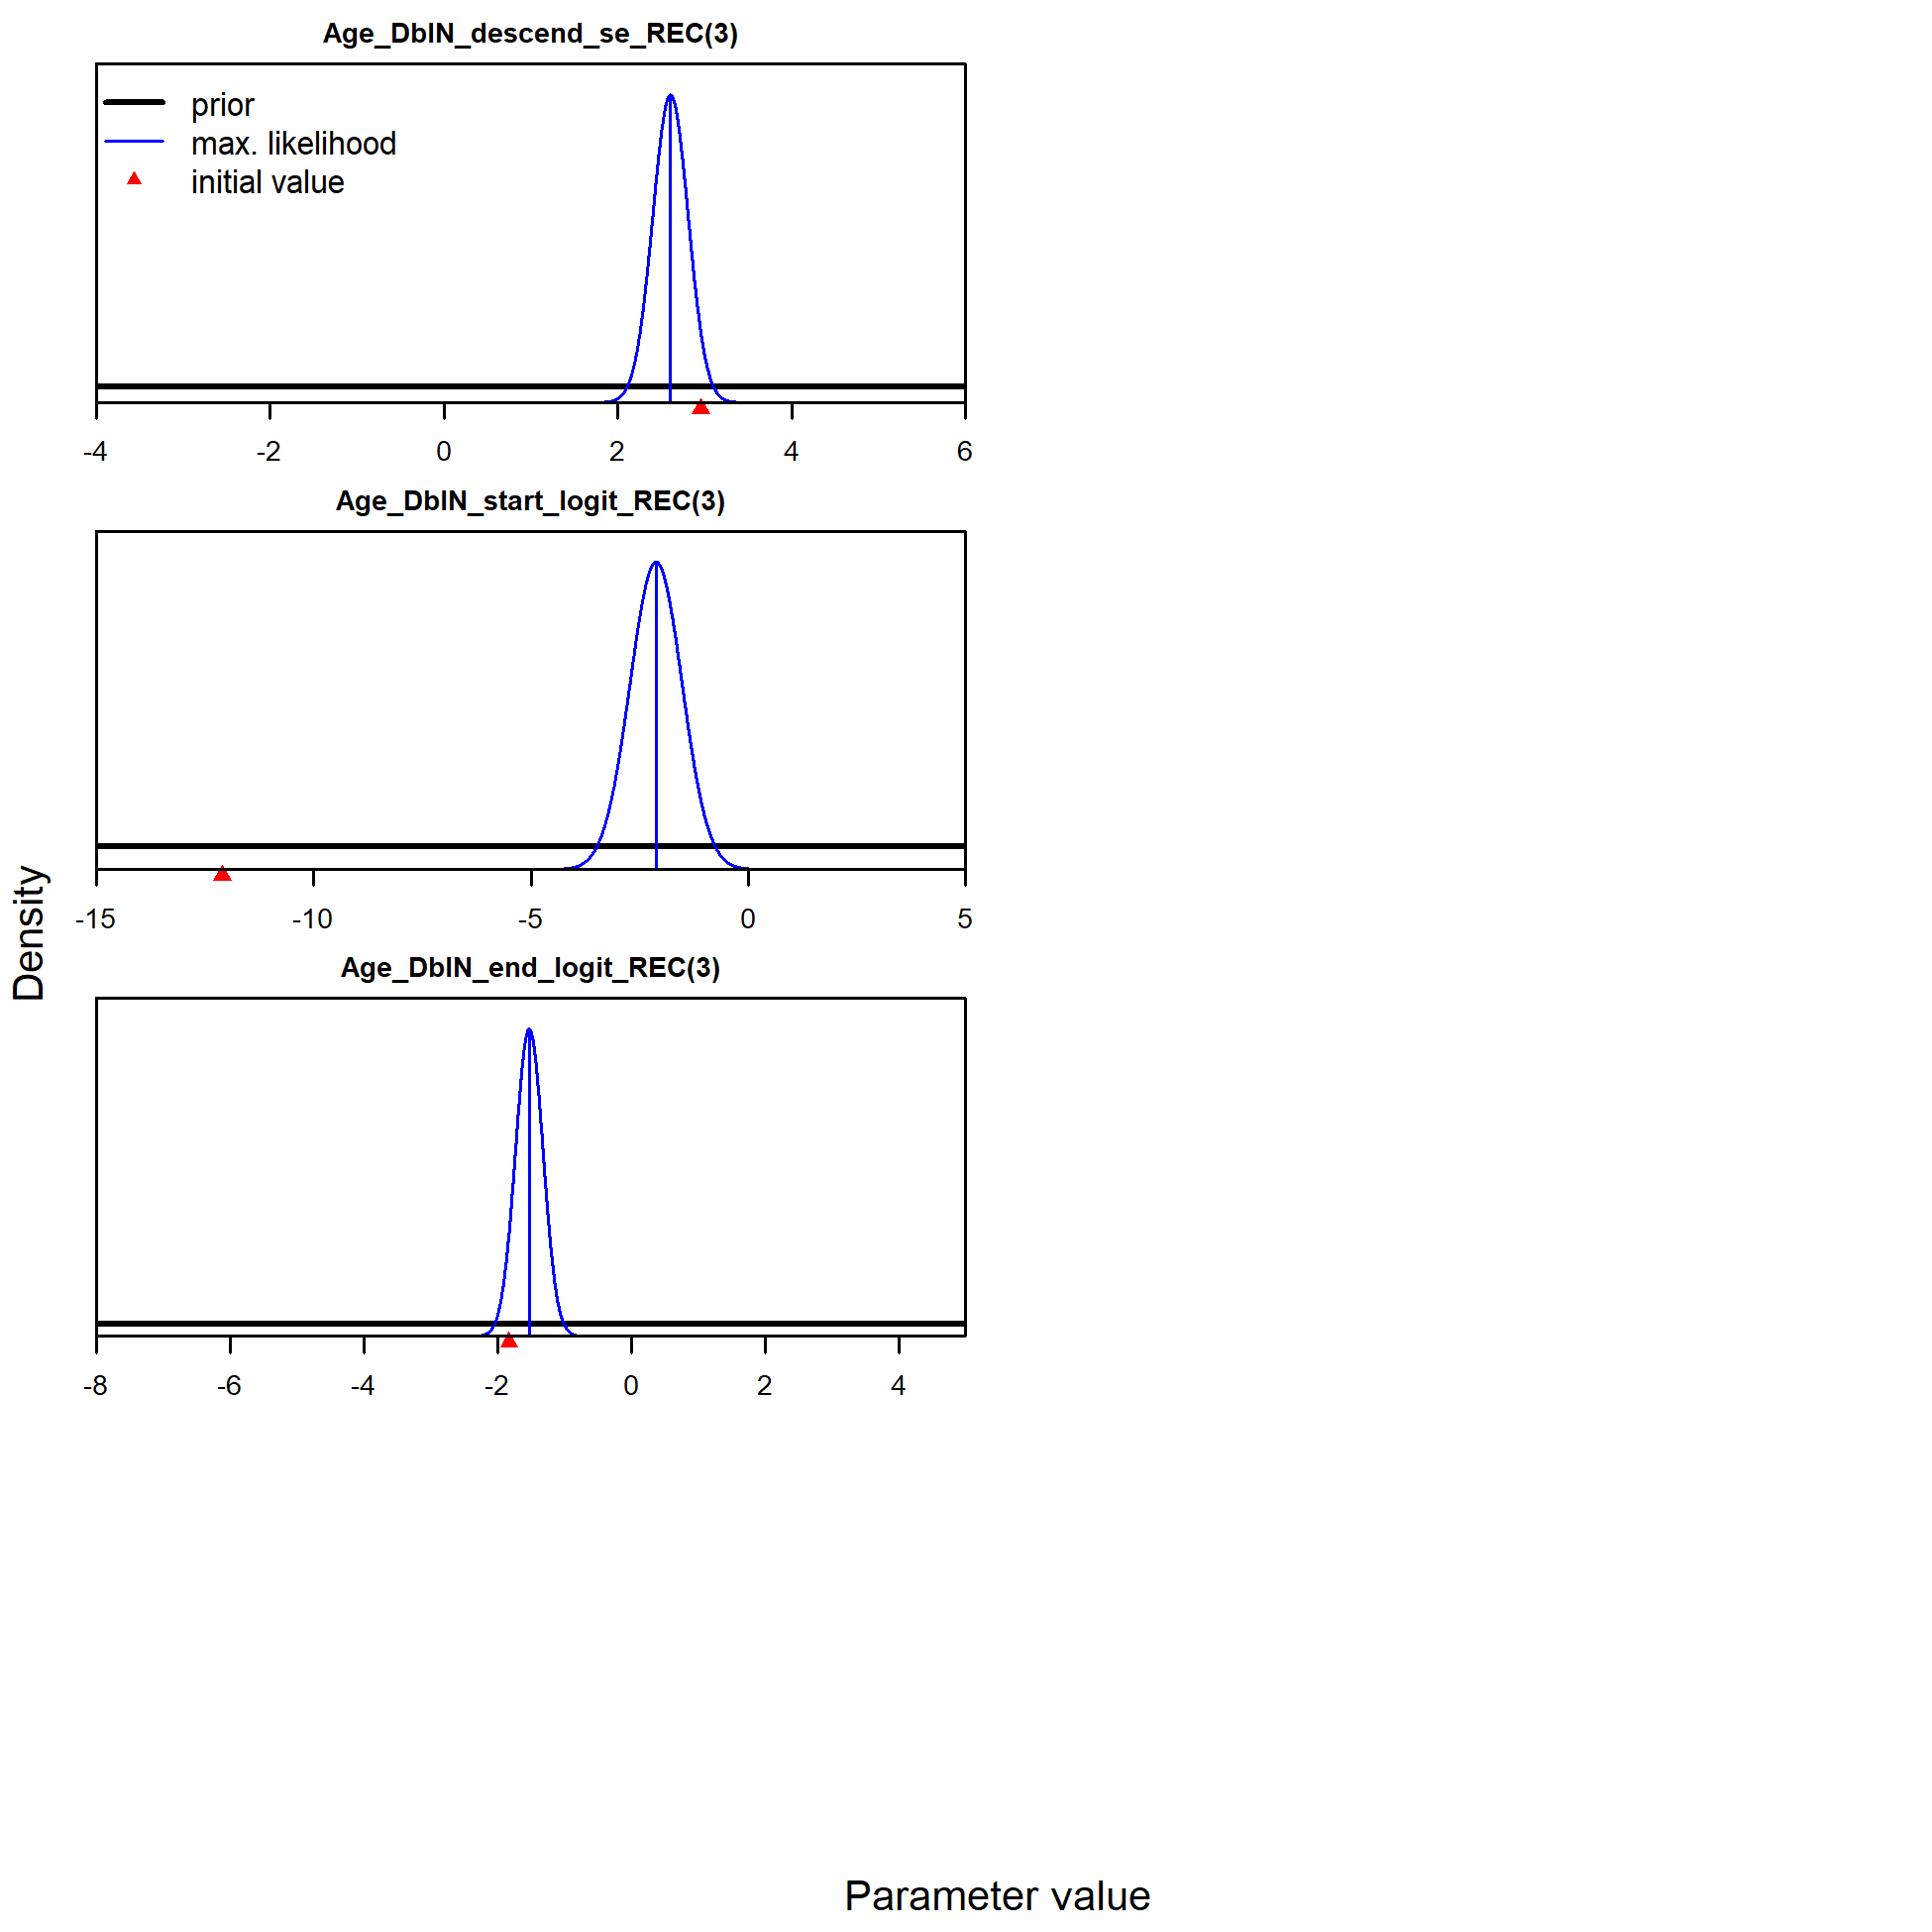 Age_DblN_descend_se_REC(3)
prior
max. likelihood
initial value
-4 -2 0 2 4 6
Age_DblN_start_logit_REC(3)
-15 -10 -5 0 5
Age_DblN_end_logit_REC(3)
-8 -6 -4 -2 0 2 4
Density
Parameter value